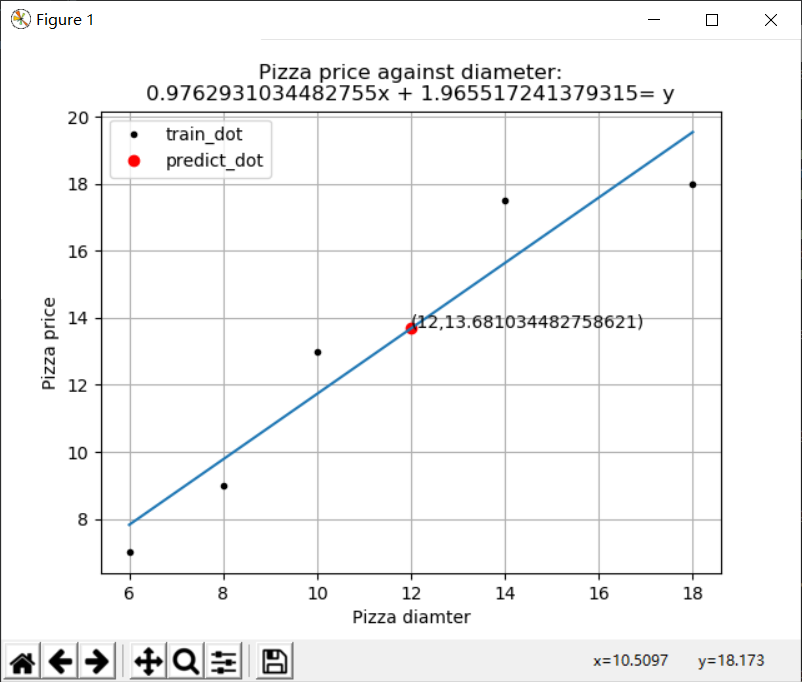 Figure 1
Pizza price against diameter:
0.9762931034482755x + 1.965517241379315= y
train_dot
predict_dot
20
18
16
14
12
10
8
Pizza price
(12,13.681034482758621)
6 8 10 12 14 16 18
Pizza diamter
x=10.5097 y=18.173